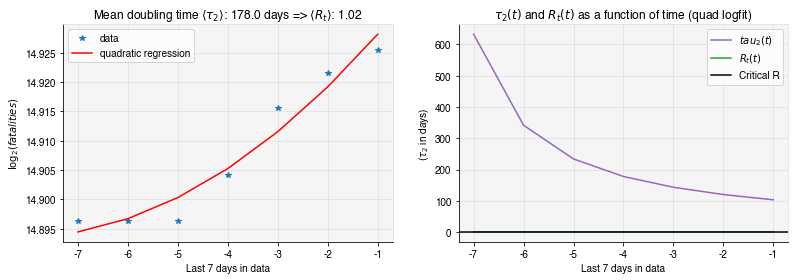 Mean doubling time ⟨τ₂⟩: 178.0 days => ⟨Rₜ⟩: 1.02
log₂(fatalities)
14.925
14.920
14.915
14.910
14.905
14.900
14.895
data
quadratic regression
-7 -6 -5 -4 -3 -2 -1
Last 7 days in data
τ₂(t) and Rₜ(t) as a function of time (quad logfit)
(τ₂ in days)
600
500
400
300
200
100
0
tau₂(t)
Rₜ(t)
Critical R
-7 -6 -5 -4 -3 -2 -1
Last 7 days in data